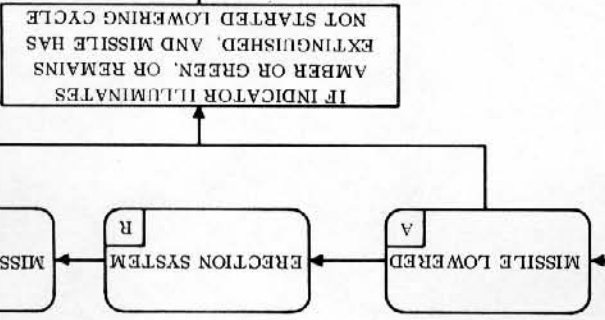 MISSILE LOWERED
A
ERECTION SYSTEM
R
MISSI
IF INDICATOR ILLUMINATES
AMBER OR GREEN, OR REMAINS
EXTINGUISHED, AND MISSILE HAS
NOT STARTED LOWERING CYCLE